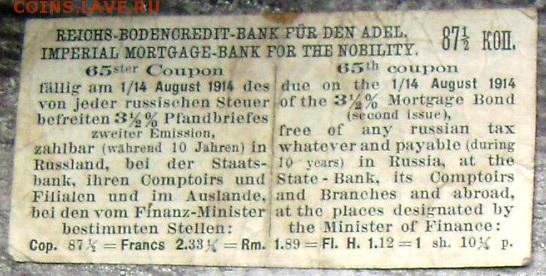 COINS.LAVE.RU
REICHS-BODENCREDIT-BANK FÜR DEN ADEL.
IMPERIAL MORTGAGE-BANK FOR THE NOBILITY.
87½ КОП.
65ster Coupon
fällig am 1/14 August 1914 des
von jeder russischen Steuer
befreiten 3½% Pfandbriefes
zweiter Emission,
zahlbar (während 10 Jahren) in
Russland, bei der Staats-
bank, ihren Comptoirs und
Filialen und im Auslande,
bei den vom Finanz-Minister
bestimmten Stellen:
65th coupon
due on the 1/14 August 1914
of the 3½% Mortgage Bond
(second issue),
free of any russian tax
whatever and payable (during
10 years) in Russia, at the
State-Bank, its Comptoirs
and Branches and abroad,
at the places designated by
the Minister of Finance:
Cop. 87½ = Francs 2.33¼ = Rm. 1.89 = Fl. H. 1.12 = 1 sh. 10¼ p.